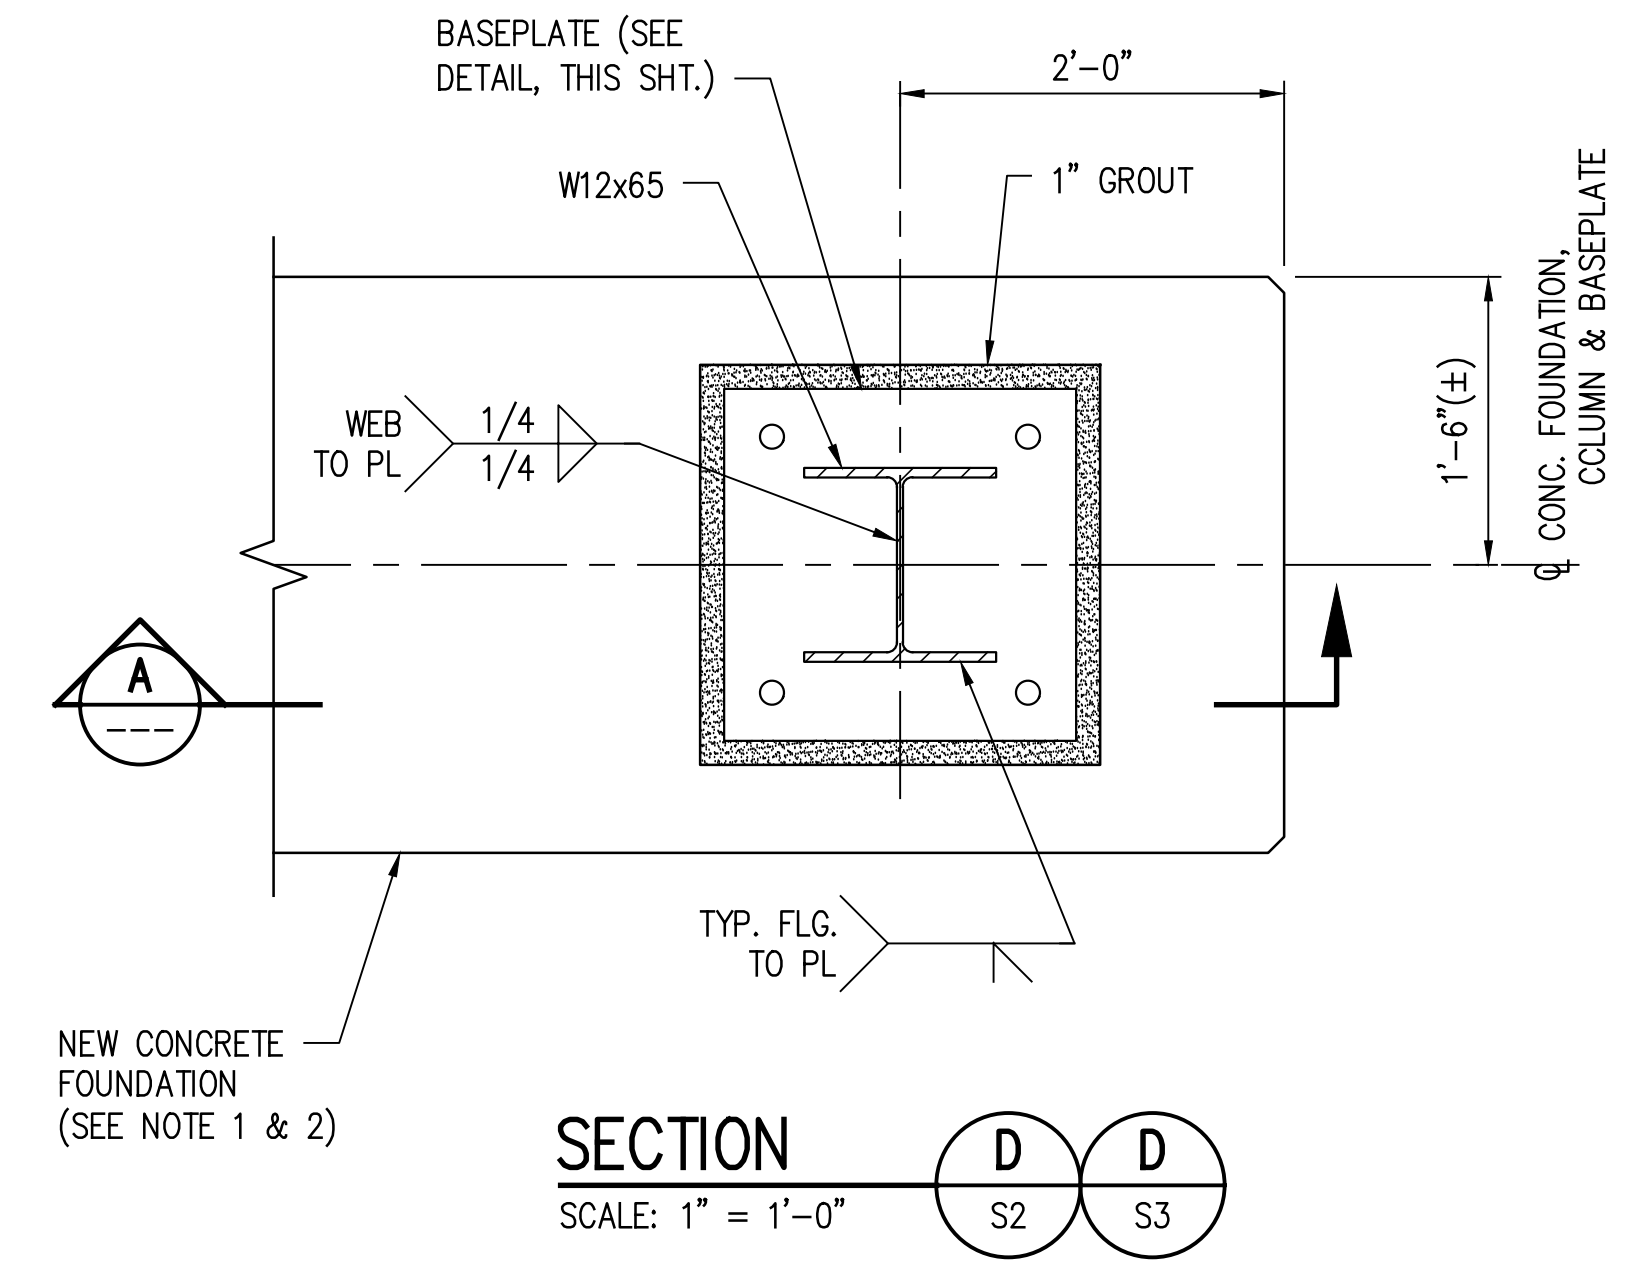 BASEPLATE (SEE
DETAIL, THIS SHT.)
2'-0"
W12x65
1" GROUT
℄ CONC. FOUNDATION,
CCLUMN & BASEPLATE
1'-6"(±)
WEB
TO PL
1/4
1/4
A
---
TYP. FLG.
TO PL
NEW CONCRETE
FOUNDATION
(SEE NOTE 1 & 2)
SECTION
SCALE: 1" = 1'-0"
D
S2
D
S3